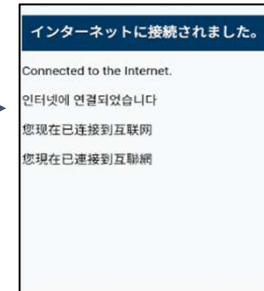 インターネットに接続されました。
Connected to the Internet.
인터넷에 연결되었습니다
您现在已连接到互联网
您現在已連接到互聯網